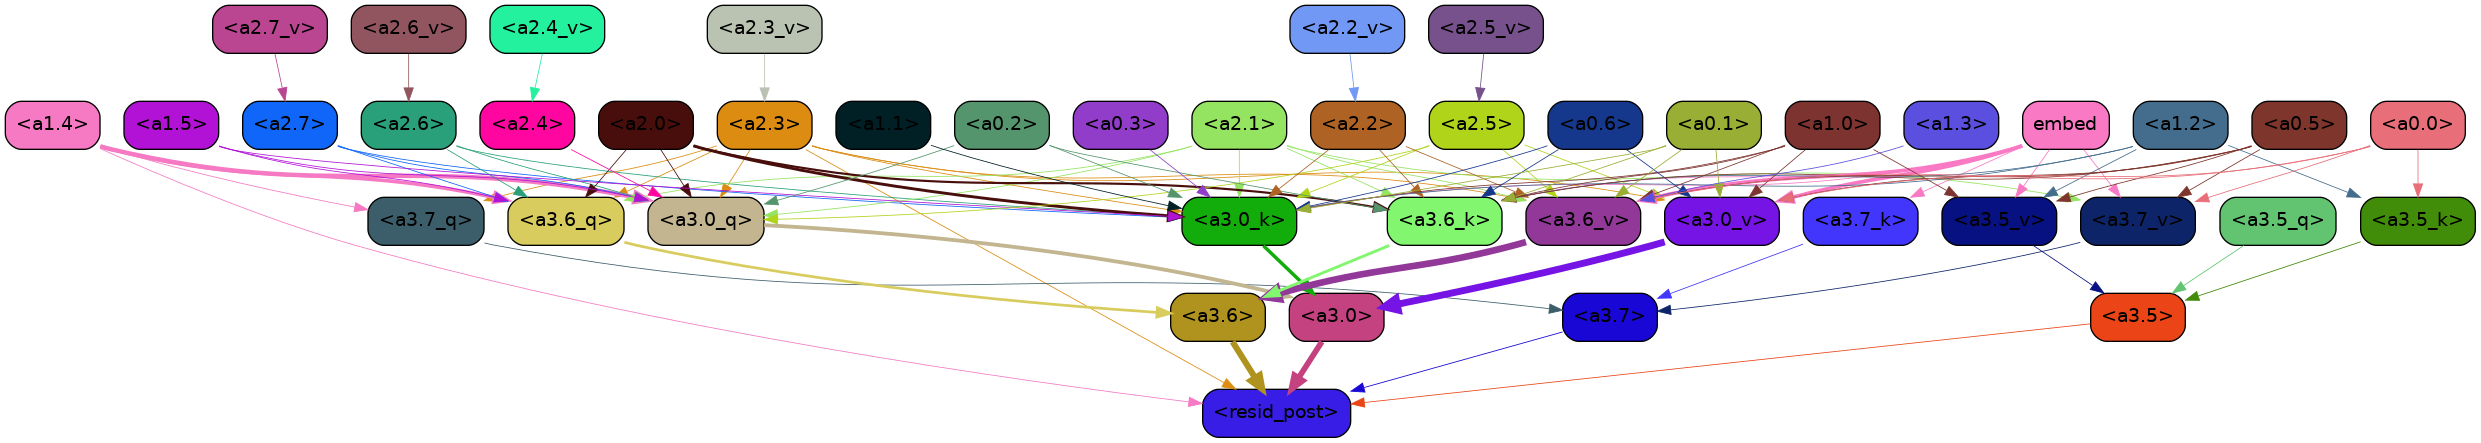 <a2.7_v> <a2.6_v> <a2.4_v> <a2.3_v> <a2.2_v> <a2.5_v>
<a1.4> <a1.5> <a2.7> <a2.6> <a2.4> <a2.0> <a2.3> <a1.1> <a0.2> <a0.3> <a2.1> <a2.2> <a2.5> <a0.6> <a0.1> <a1.0> <a1.3> embed <a1.2> <a0.5> <a0.0>
<a3.7_q> <a3.6_q> <a3.0_q> <a3.0_k> <a3.6_k> <a3.6_v> <a3.0_v> <a3.7_k> <a3.5_v> <a3.7_v> <a3.5_q> <a3.5_k>
<a3.6> <a3.0> <a3.7> <a3.5>
<resid_post>